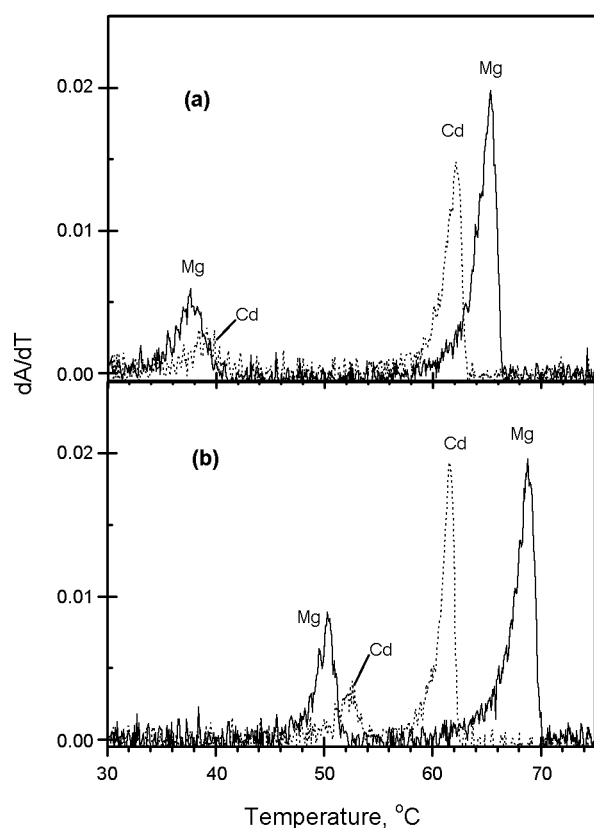 (a)
Mg
Cd
Mg
Cd
0.02
0.01
0.00
dA/dT
(b)
Cd
Mg
Mg
Cd
0.02
0.01
0.00
30 40 50 60 70
Temperature, °C